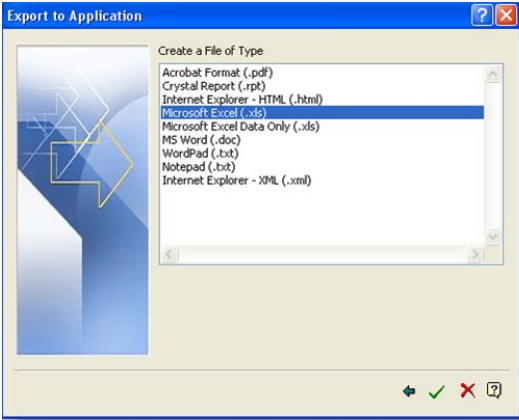 Export to Application
Create a File of Type
Acrobat Format (.pdf)
Crystal Report (.rpt)
Internet Explorer - HTML (.html)
Microsoft Excel (.xls)
Microsoft Excel Data Only (.xls)
MS Word (.doc)
WordPad (.txt)
Notepad (.txt)
Internet Explorer - XML (.xml)